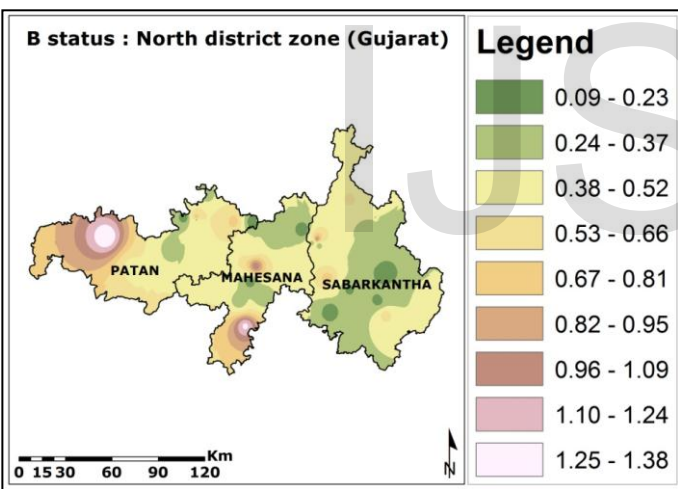 B status : North district zone (Gujarat)
PATAN
MAHESANA
SABARKANTHA
Km
0 15 30 60 90 120
N
Legend
0.09 - 0.23
0.24 - 0.37
0.38 - 0.52
0.53 - 0.66
0.67 - 0.81
0.82 - 0.95
0.96 - 1.09
1.10 - 1.24
1.25 - 1.38
IJS